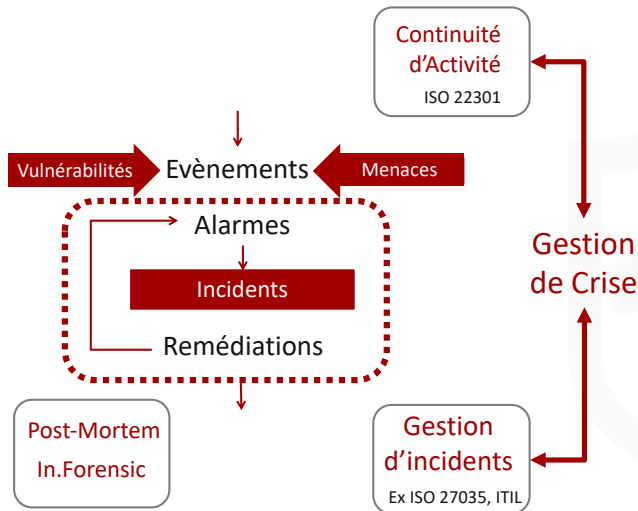 Continuité
d'Activité
ISO 22301
Vulnérabilités
Evènements
Menaces
Alarmes
Incidents
Remédiations
Gestion
de Crise
Post-Mortem
In.Forensic
Gestion
d'incidents
Ex ISO 27035, ITIL